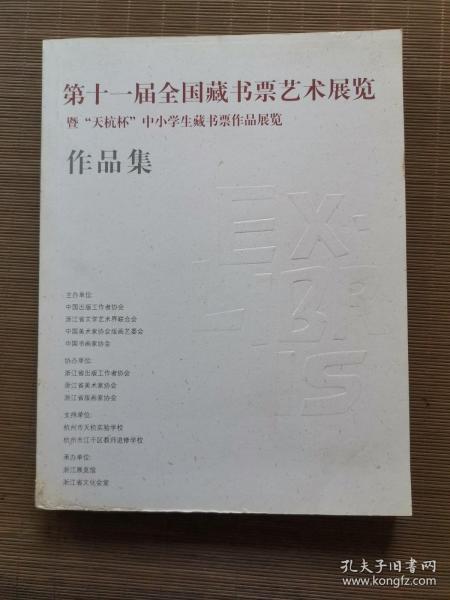 第十一届全国藏书票艺术展览
暨“天杭杯”中小学生藏书票作品展览
作品集
EX-
LIBR
IS
主办单位:
中国出版工作者协会
浙江省文学艺术界联合会
中国美术家协会版画艺委会
中国书画家协会
协办单位:
浙江省出版工作者协会
浙江省美术家协会
浙江省版画家协会
支持单位:
杭州市天杭实验学校
杭州市江干区教师进修学校
承办单位:
浙江展览馆
浙江省文化会堂
孔夫子旧书网
www.kongfz.com